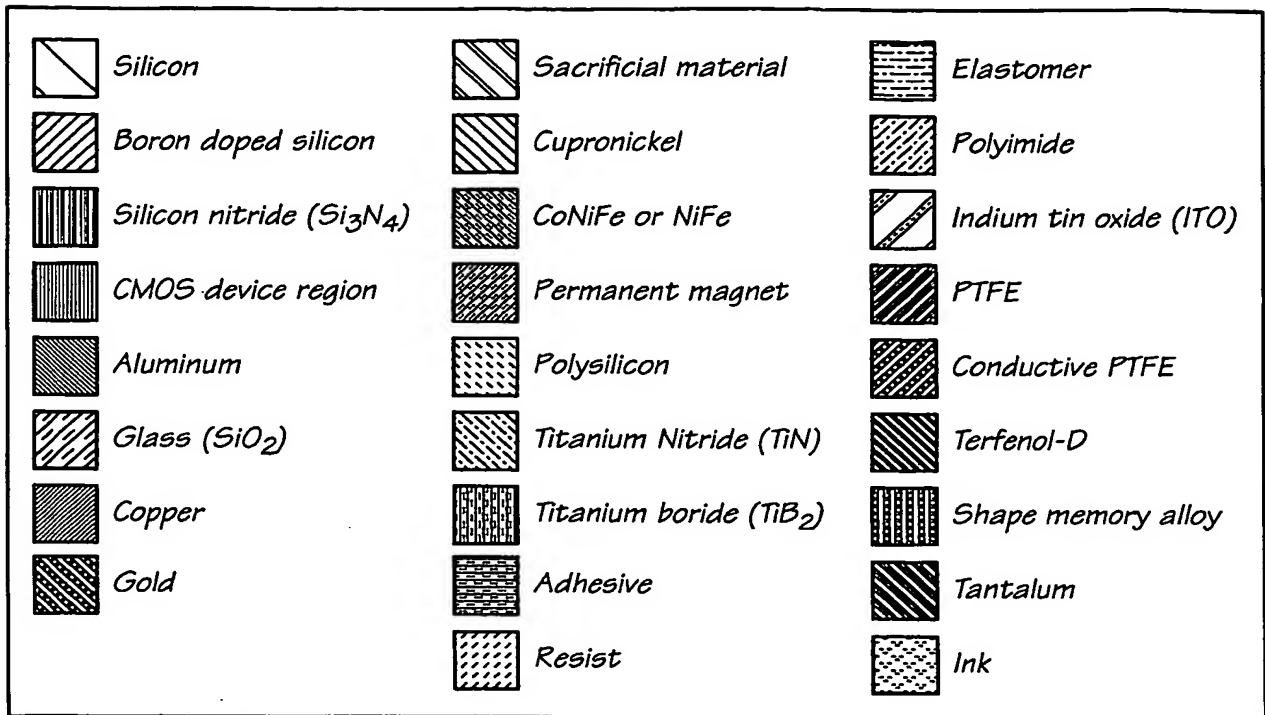 Silicon
Boron doped silicon
Silicon nitride (Si₃N₄)
CMOS device region
Aluminum
Glass (SiO₂)
Copper
Gold
Sacrificial material
Cupronickel
CoNiFe or NiFe
Permanent magnet
Polysilicon
Titanium Nitride (TiN)
Titanium boride (TiB₂)
Adhesive
Resist
Elastomer
Polyimide
Indium tin oxide (ITO)
PTFE
Conductive PTFE
Terfenol-D
Shape memory alloy
Tantalum
Ink